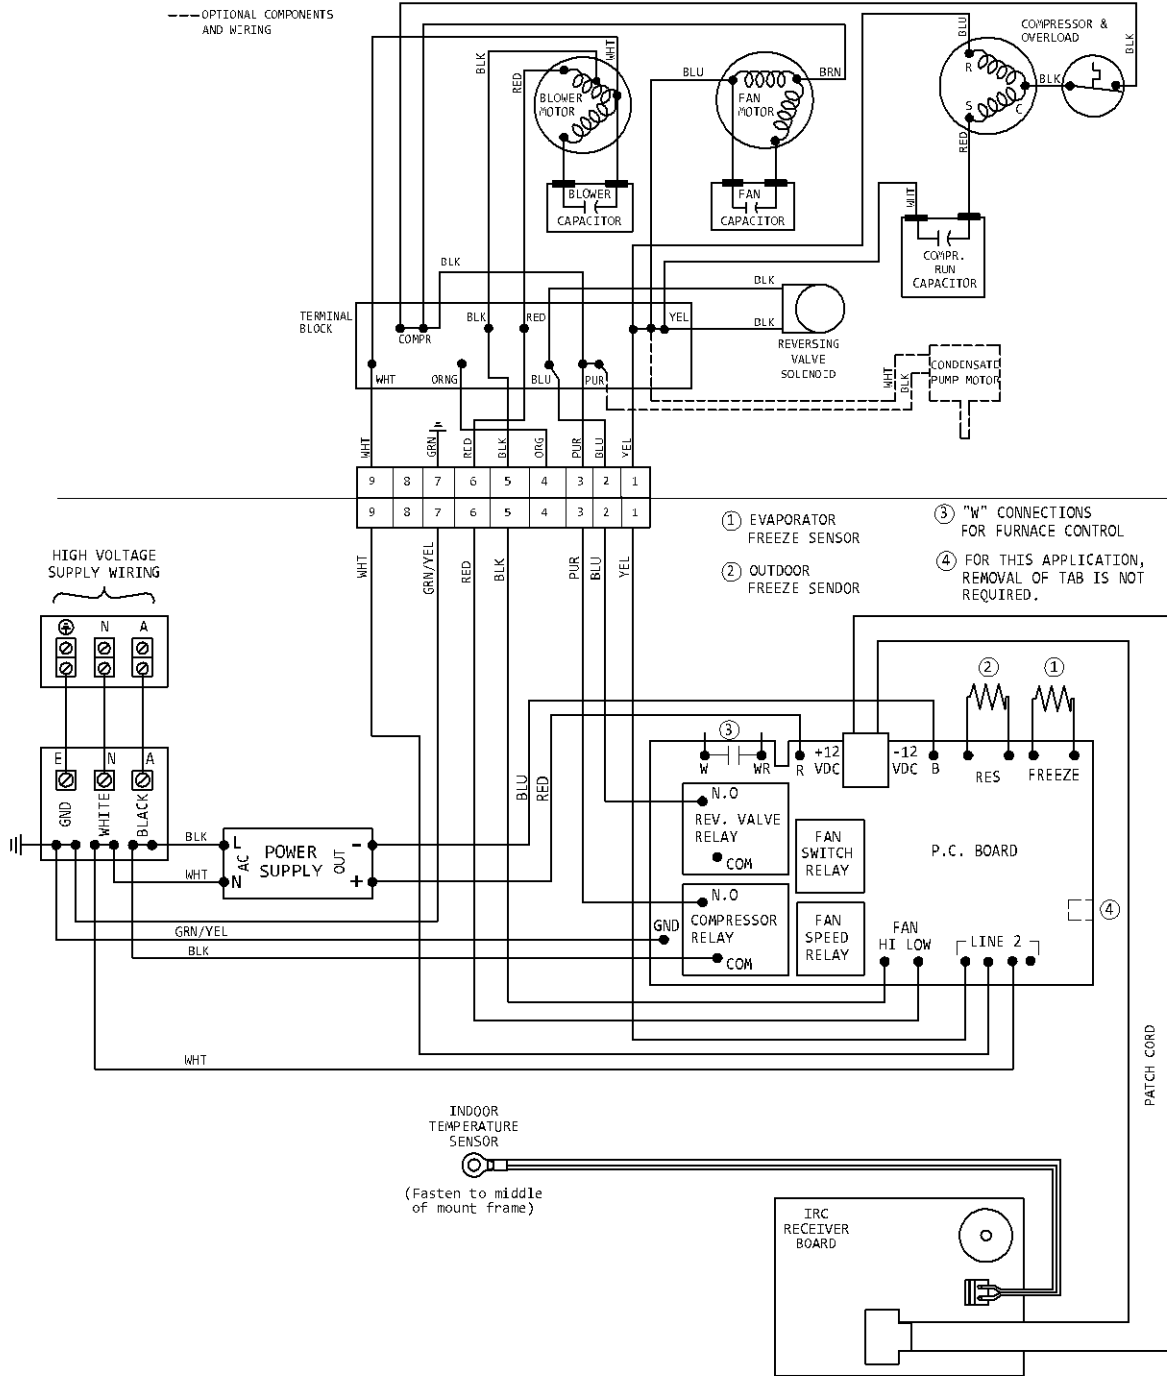 OPTIONAL COMPONENTS
AND WIRING
COMPRESSOR &
OVERLOAD
BLU
BLK
WHT
BLK
RED
BLU
BRN
R
S
C
BLK
RED
BLOWER
MOTOR
FAN
MOTOR
BLOWER
CAPACITOR
FAN
CAPACITOR
WHT
COMPR.
RUN
CAPACITOR
BLK
BLK
BLK
TERMINAL
BLOCK
COMPR
BLK
RED
YEL
REVERSING
VALVE
SOLENOID
WHT
ORNG
BLU
PUR
WHT
BLK
CONDENSATE
PUMP MOTOR
WHT
GRN
RED
BLK
ORG
PUR
BLU
YEL
9 8 7 6 5 4 3 2 1
9 8 7 6 5 4 3 2 1
WHT
GRN/YEL
RED
BLK
PUR
BLU
YEL
1 EVAPORATOR
FREEZE SENSOR
2 OUTDOOR
FREEZE SENDOR
3 "W" CONNECTIONS
FOR FURNACE CONTROL
4 FOR THIS APPLICATION,
REMOVAL OF TAB IS NOT
REQUIRED.
HIGH VOLTAGE
SUPPLY WIRING
N A
E N A
GND
WHITE
BLACK
BLK
WHT
L
N
AC
POWER
SUPPLY
OUT
-
+
BLU
RED
GRN/YEL
BLK
WHT
3
2
1
W
WR
R
+12
VDC
-12
VDC
B
RES
FREEZE
N.O
REV. VALVE
RELAY
COM
FAN
SWITCH
RELAY
P.C. BOARD
N.O
COMPRESSOR
RELAY
COM
GND
FAN
SPEED
RELAY
FAN
HI LOW
LINE 2
4
PATCH CORD
INDOOR
TEMPERATURE
SENSOR
(Fasten to middle
of mount frame)
IRC
RECEIVER
BOARD